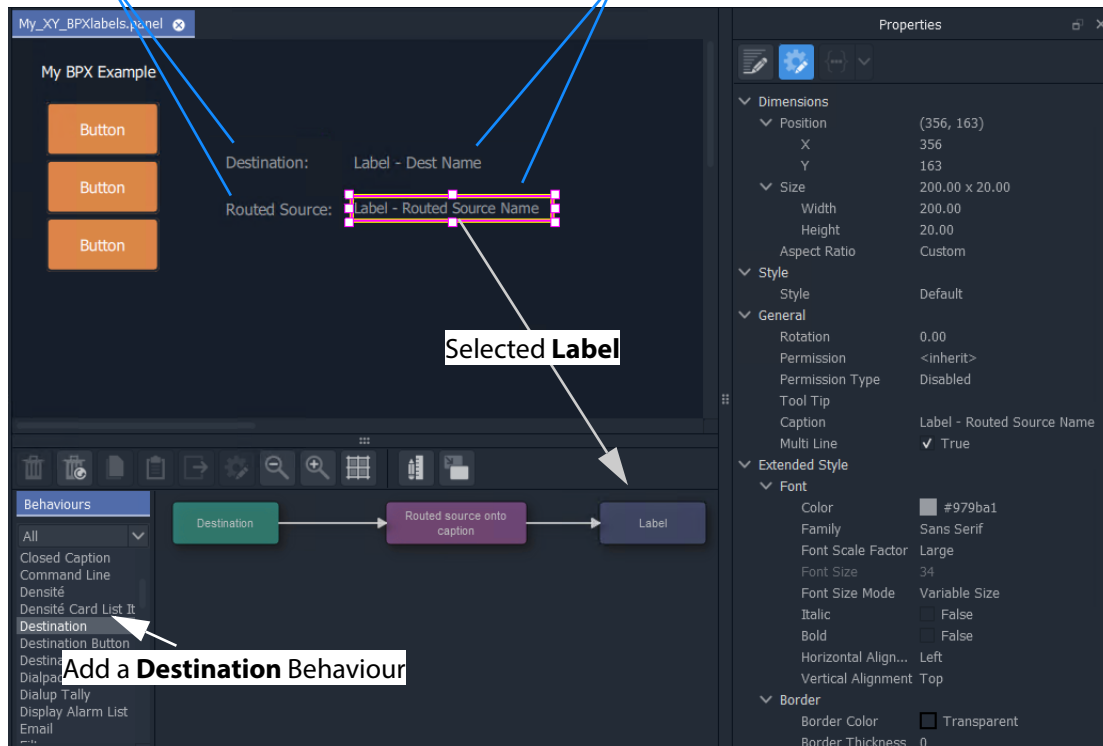 My_XY_BPXlabels.panel
My BPX Example
Button
Button
Button
Destination:
Label - Dest Name
Routed Source:
Label - Routed Source Name
Selected Label
Behaviours
All
Closed Caption
Command Line
Densité
Densité Card List It
Destination
Destination Button
Destina
Dialpa
Dialup Tally
Display Alarm List
Email
Add a Destination Behaviour
Destination
Routed source onto
caption
Label
Properties
Dimensions
Position (356, 163)
X 356
Y 163
Size 200.00 x 20.00
Width 200.00
Height 20.00
Aspect Ratio Custom
Style
Style Default
General
Rotation 0.00
Permission <inherit>
Permission Type Disabled
Tool Tip
Caption Label - Routed Source Name
Multi Line True
Extended Style
Font
Color #979ba1
Family Sans Serif
Font Scale Factor Large
Font Size 34
Font Size Mode Variable Size
Italic False
Bold False
Horizontal Align... Left
Vertical Alignment Top
Border
Border Color Transparent
Border Thickness 0